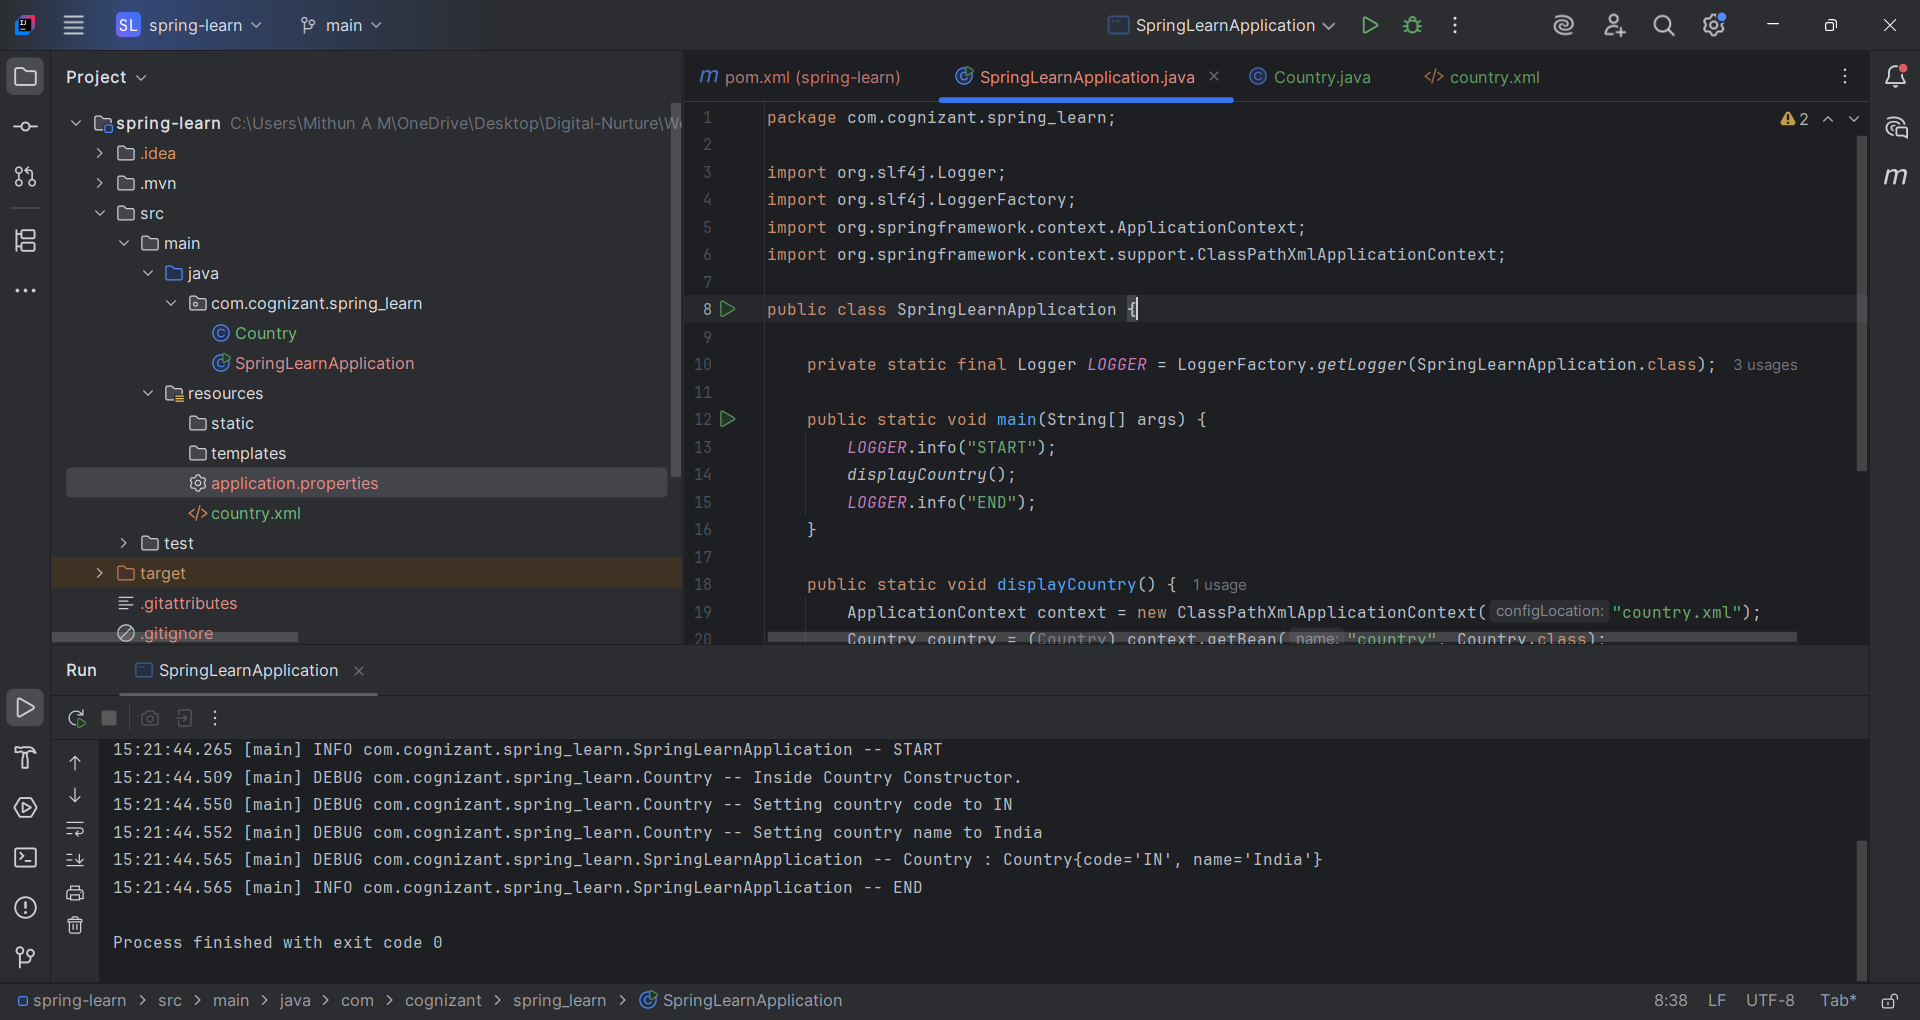 SL spring-learn main SpringLearnApplication
Project
pom.xml (spring-learn) SpringLearnApplication.java Country.java country.xml
spring-learn C:\Users\Mithun A M\OneDrive\Desktop\Digital-Nurture\We
.idea
.mvn
src
main
java
com.cognizant.spring_learn
Country
SpringLearnApplication
resources
static
templates
application.properties
country.xml
test
target
.gitattributes
.gitignore
2
1 package com.cognizant.spring_learn;
2
3 import org.slf4j.Logger;
4 import org.slf4j.LoggerFactory;
5 import org.springframework.context.ApplicationContext;
6 import org.springframework.context.support.ClassPathXmlApplicationContext;
7
8 public class SpringLearnApplication {
9
10 private static final Logger LOGGER = LoggerFactory.getLogger(SpringLearnApplication.class); 3 usages
11
12 public static void main(String[] args) {
13 LOGGER.info("START");
14 displayCountry();
15 LOGGER.info("END");
16 }
17
18 public static void displayCountry() { 1 usage
19 ApplicationContext context = new ClassPathXmlApplicationContext( configLocation: "country.xml");
20 Country country = (Country) context.getBean( name: "country", Country.class);
Run SpringLearnApplication
15:21:44.265 [main] INFO com.cognizant.spring_learn.SpringLearnApplication -- START
15:21:44.509 [main] DEBUG com.cognizant.spring_learn.Country -- Inside Country Constructor.
15:21:44.550 [main] DEBUG com.cognizant.spring_learn.Country -- Setting country code to IN
15:21:44.552 [main] DEBUG com.cognizant.spring_learn.Country -- Setting country name to India
15:21:44.565 [main] DEBUG com.cognizant.spring_learn.SpringLearnApplication -- Country : Country{code='IN', name='India'}
15:21:44.565 [main] INFO com.cognizant.spring_learn.SpringLearnApplication -- END
Process finished with exit code 0
spring-learn > src > main > java > com > cognizant > spring_learn > SpringLearnApplication 8:38 LF UTF-8 Tab*